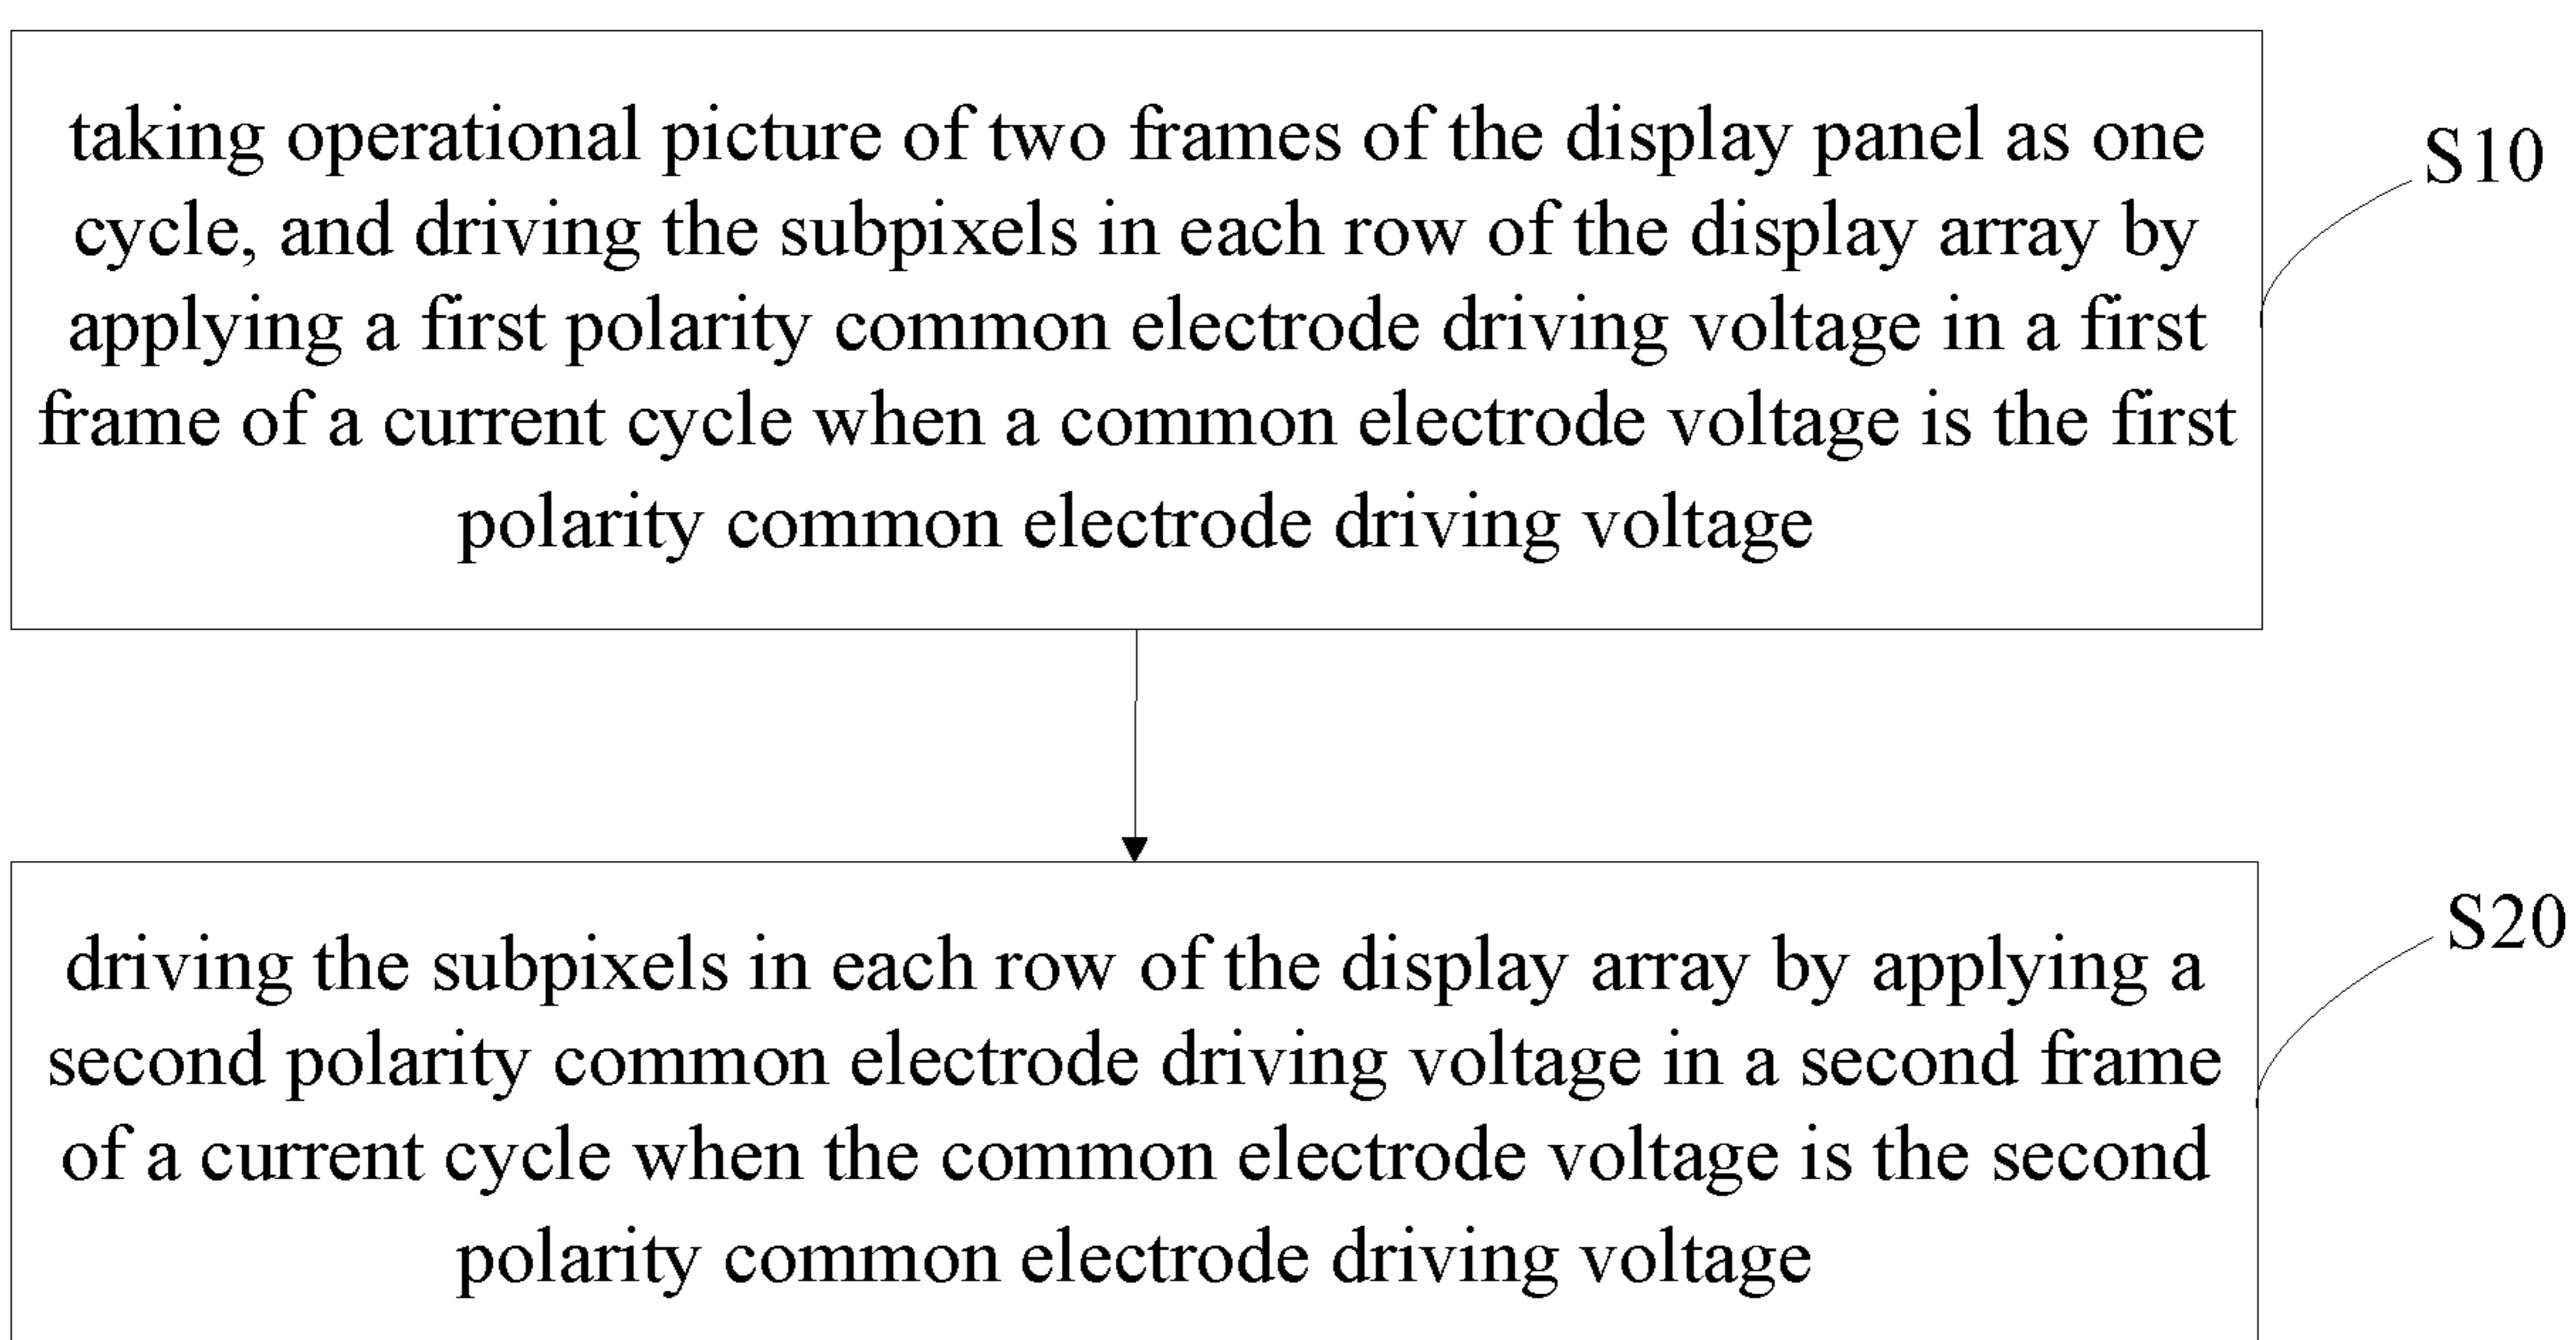 taking operational picture of two frames of the display panel as one
cycle, and driving the subpixels in each row of the display array by
applying a first polarity common electrode driving voltage in a first
frame of a current cycle when a common electrode voltage is the first
polarity common electrode driving voltage
S10
driving the subpixels in each row of the display array by applying a
second polarity common electrode driving voltage in a second frame
of a current cycle when the common electrode voltage is the second
polarity common electrode driving voltage
S20